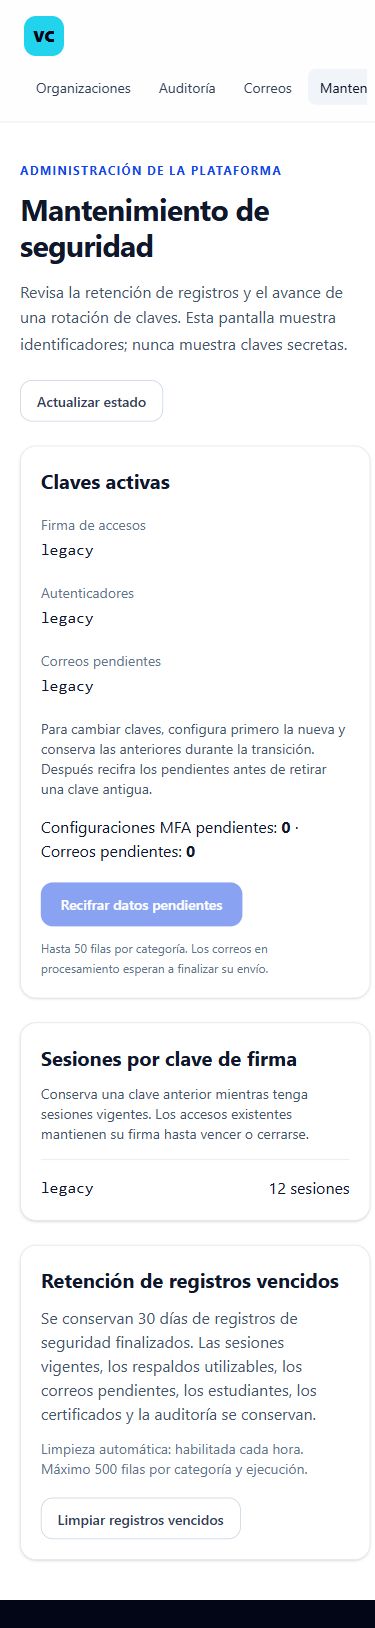 vc
Organizaciones Auditoría Correos Manten
ADMINISTRACIÓN DE LA PLATAFORMA
Mantenimiento de
seguridad
Revisa la retención de registros y el avance de
una rotación de claves. Esta pantalla muestra
identificadores; nunca muestra claves secretas.
Actualizar estado
Claves activas
Firma de accesos
legacy
Autenticadores
legacy
Correos pendientes
legacy
Para cambiar claves, configura primero la nueva y
conserva las anteriores durante la transición.
Después recifra los pendientes antes de retirar
una clave antigua.
Configuraciones MFA pendientes: 0 ·
Correos pendientes: 0
Recifrar datos pendientes
Hasta 50 filas por categoría. Los correos en
procesamiento esperan a finalizar su envío.
Sesiones por clave de firma
Conserva una clave anterior mientras tenga
sesiones vigentes. Los accesos existentes
mantienen su firma hasta vencer o cerrarse.
legacy 12 sesiones
Retención de registros vencidos
Se conservan 30 días de registros de
seguridad finalizados. Las sesiones
vigentes, los respaldos utilizables, los
correos pendientes, los estudiantes, los
certificados y la auditoría se conservan.
Limpieza automática: habilitada cada hora.
Máximo 500 filas por categoría y ejecución.
Limpiar registros vencidos